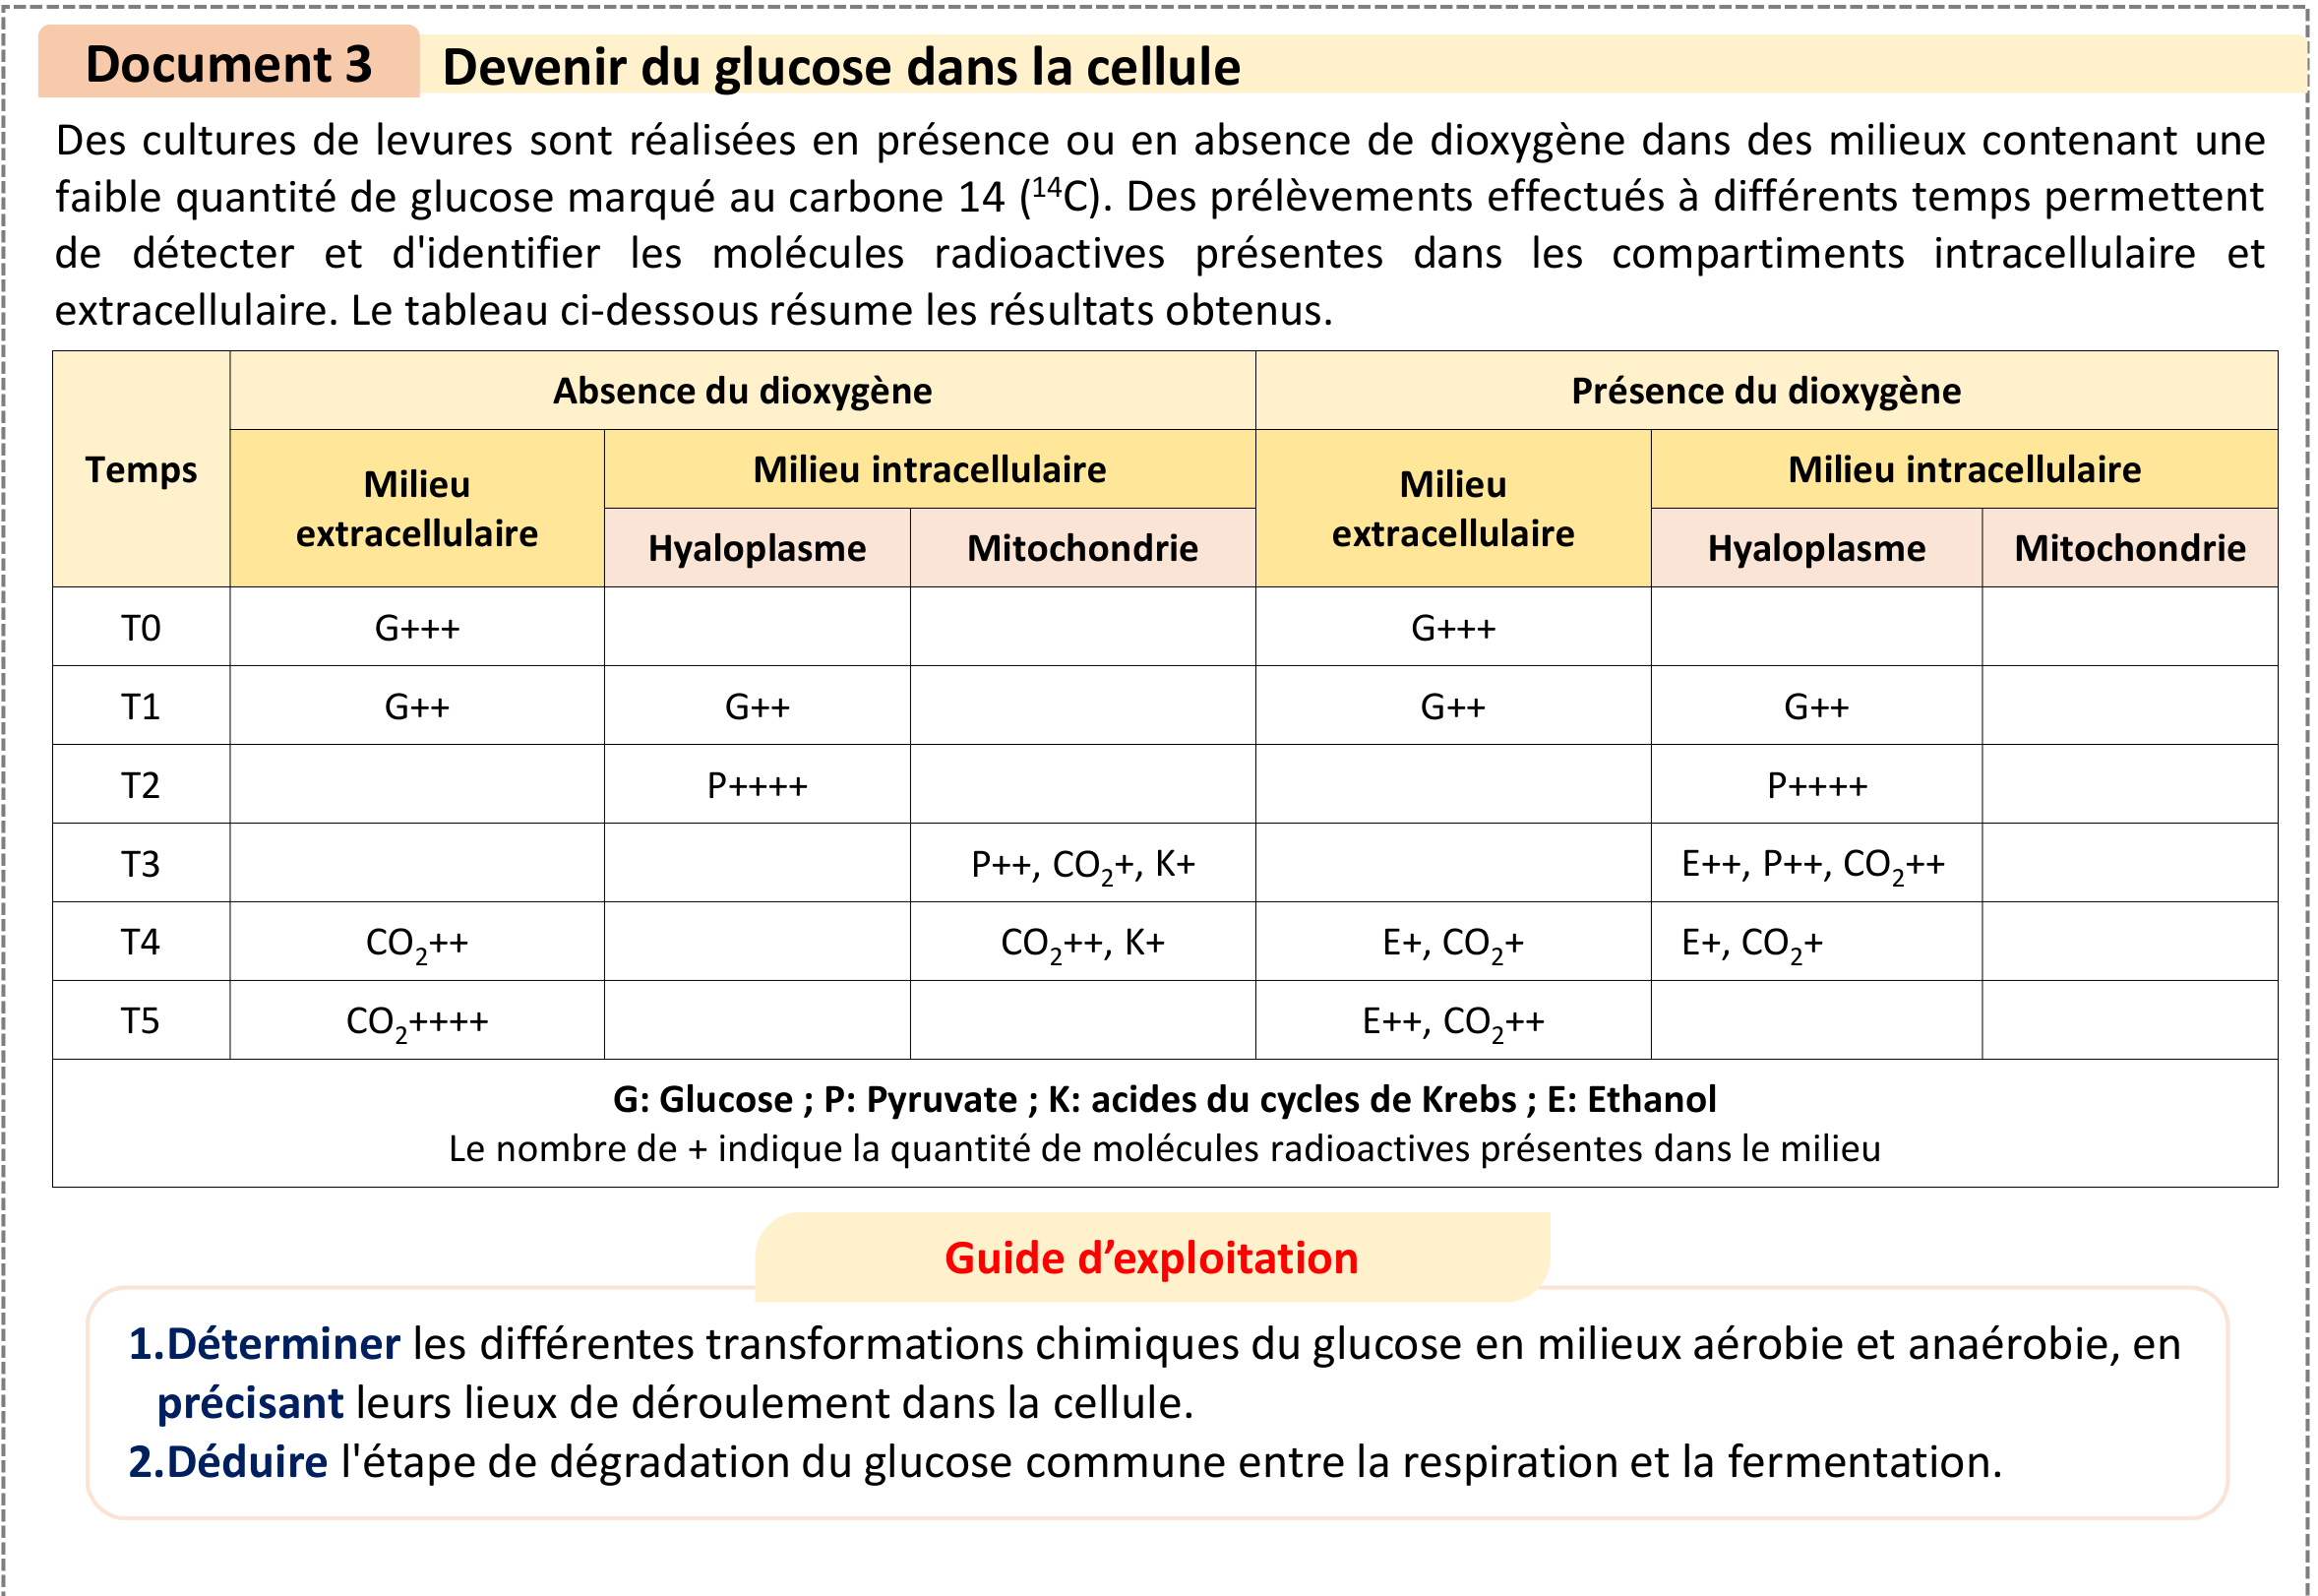 Document 3
Devenir du glucose dans la cellule
Des cultures de levures sont réalisées en présence ou en absence de dioxygène dans des milieux contenant une
faible quantité de glucose marqué au carbone 14 (¹⁴C). Des prélèvements effectués à différents temps permettent
de détecter et d'identifier les molécules radioactives présentes dans les compartiments intracellulaire et
extracellulaire. Le tableau ci-dessous résume les résultats obtenus.
Temps
Absence du dioxygène
Présence du dioxygène
Milieu
extracellulaire
Milieu intracellulaire
Milieu
extracellulaire
Milieu intracellulaire
Hyaloplasme
Mitochondrie
Hyaloplasme
Mitochondrie
T0 G+++ G+++
T1 G++ G++ G++ G++
T2 P++++ P++++
T3 P++, CO₂+, K+ E++, P++, CO₂++
T4 CO₂++ CO₂++, K+ E+, CO₂+ E+, CO₂+
T5 CO₂++++ E++, CO₂++
G: Glucose ; P: Pyruvate ; K: acides du cycles de Krebs ; E: Ethanol
Le nombre de + indique la quantité de molécules radioactives présentes dans le milieu
Guide d’exploitation
1.Déterminer les différentes transformations chimiques du glucose en milieux aérobie et anaérobie, en
précisant leurs lieux de déroulement dans la cellule.
2.Déduire l'étape de dégradation du glucose commune entre la respiration et la fermentation.